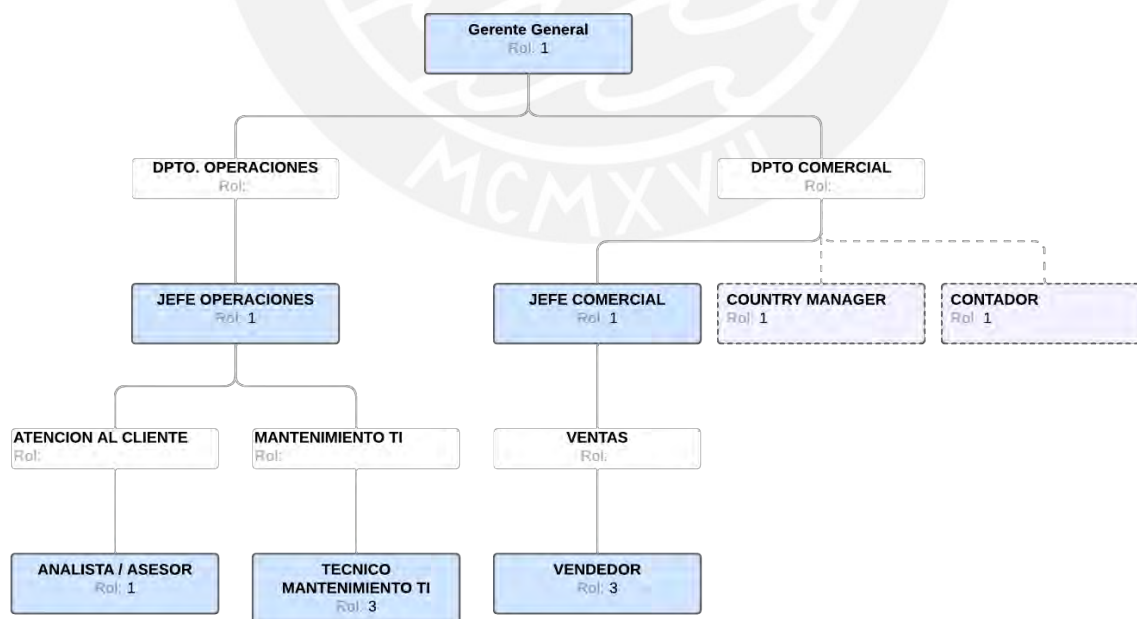 Gerente General
Rol: 1
MCMXVII
DPTO. OPERACIONES
Rol:
DPTO COMERCIAL
Rol:
JEFE OPERACIONES
Rol: 1
JEFE COMERCIAL
Rol: 1
COUNTRY MANAGER
Rol: 1
CONTADOR
Rol: 1
ATENCION AL CLIENTE
Rol:
MANTENIMIENTO TI
Rol:
VENTAS
Rol:
ANALISTA / ASESOR
Rol: 1
TECNICO
MANTENIMIENTO TI
Rol: 3
VENDEDOR
Rol: 3